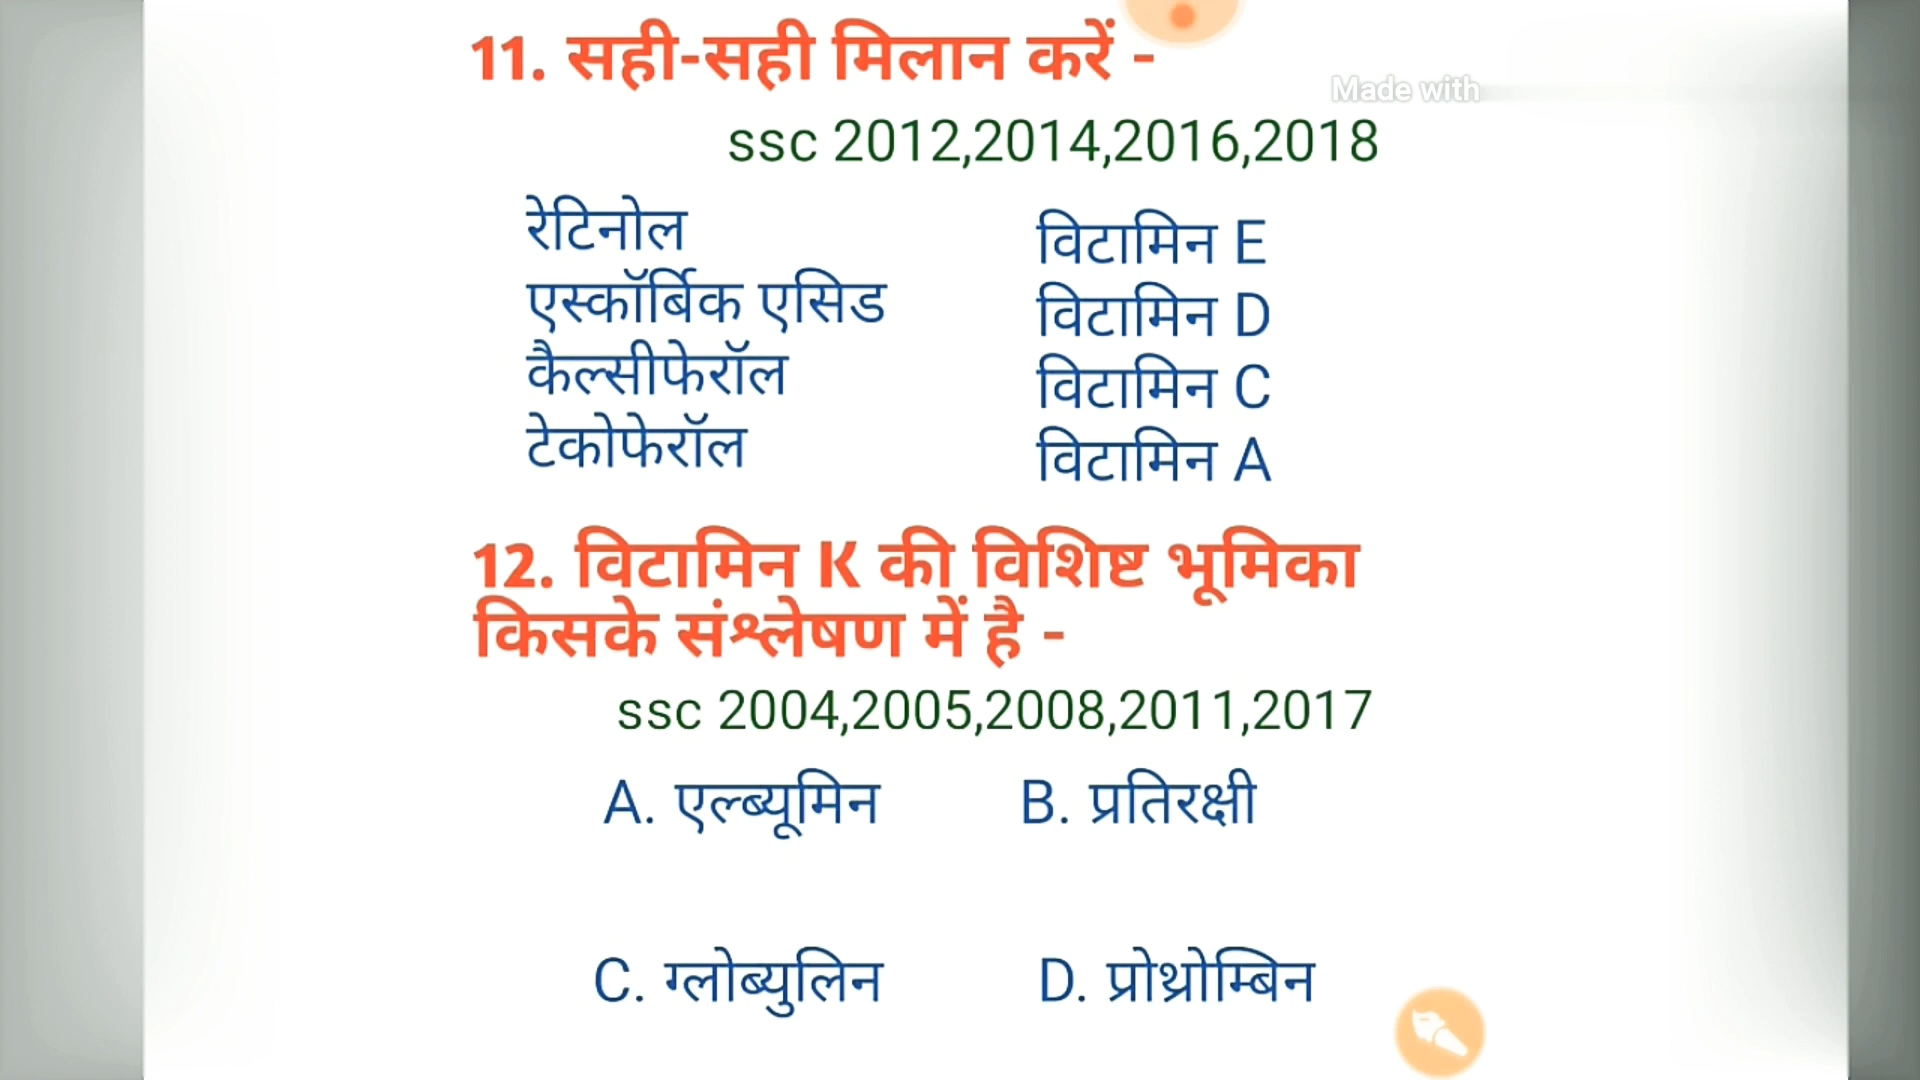 11. सही-सही मिलान करें -
Made with
ssc 2012,2014,2016,2018
रेटिनोल
विटामिन E
एस्कॉर्बिक एसिड
विटामिन D
कैल्सीफेरॉल
विटामिन C
टेकोफेरॉल
विटामिन A
12. विटामिन K की विशिष्ट भूमिका
किसके संश्लेषण में है -
ssc 2004,2005,2008,2011,2017
A. एल्ब्यूमिन B. प्रतिरक्षी
C. ग्लोब्युलिन D. प्रोथ्रोम्बिन